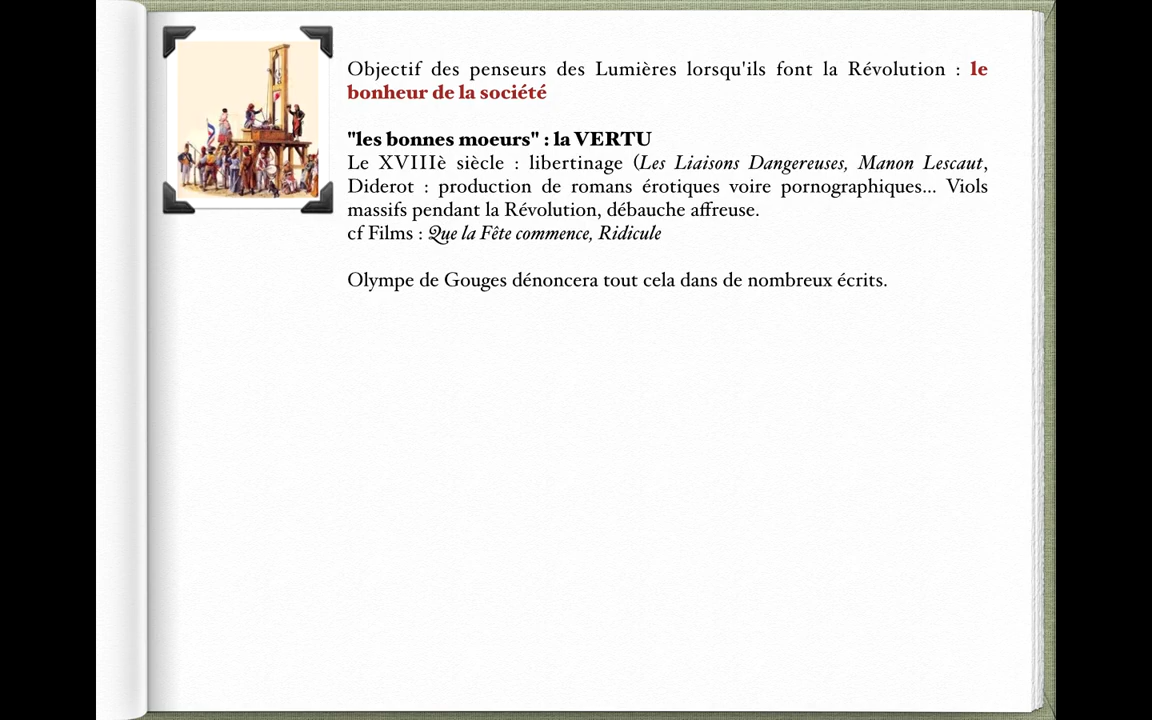 Objectif des penseurs des Lumières lorsqu'ils font la Révolution : le
bonheur de la société
"les bonnes moeurs" : la VERTU
Le XVIIIè siècle : libertinage (Les Liaisons Dangereuses, Manon Lescaut,
Diderot : production de romans érotiques voire pornographiques... Viols
massifs pendant la Révolution, débauche affreuse.
cf Films : Que la Fête commence, Ridicule
Olympe de Gouges dénoncera tout cela dans de nombreux écrits.